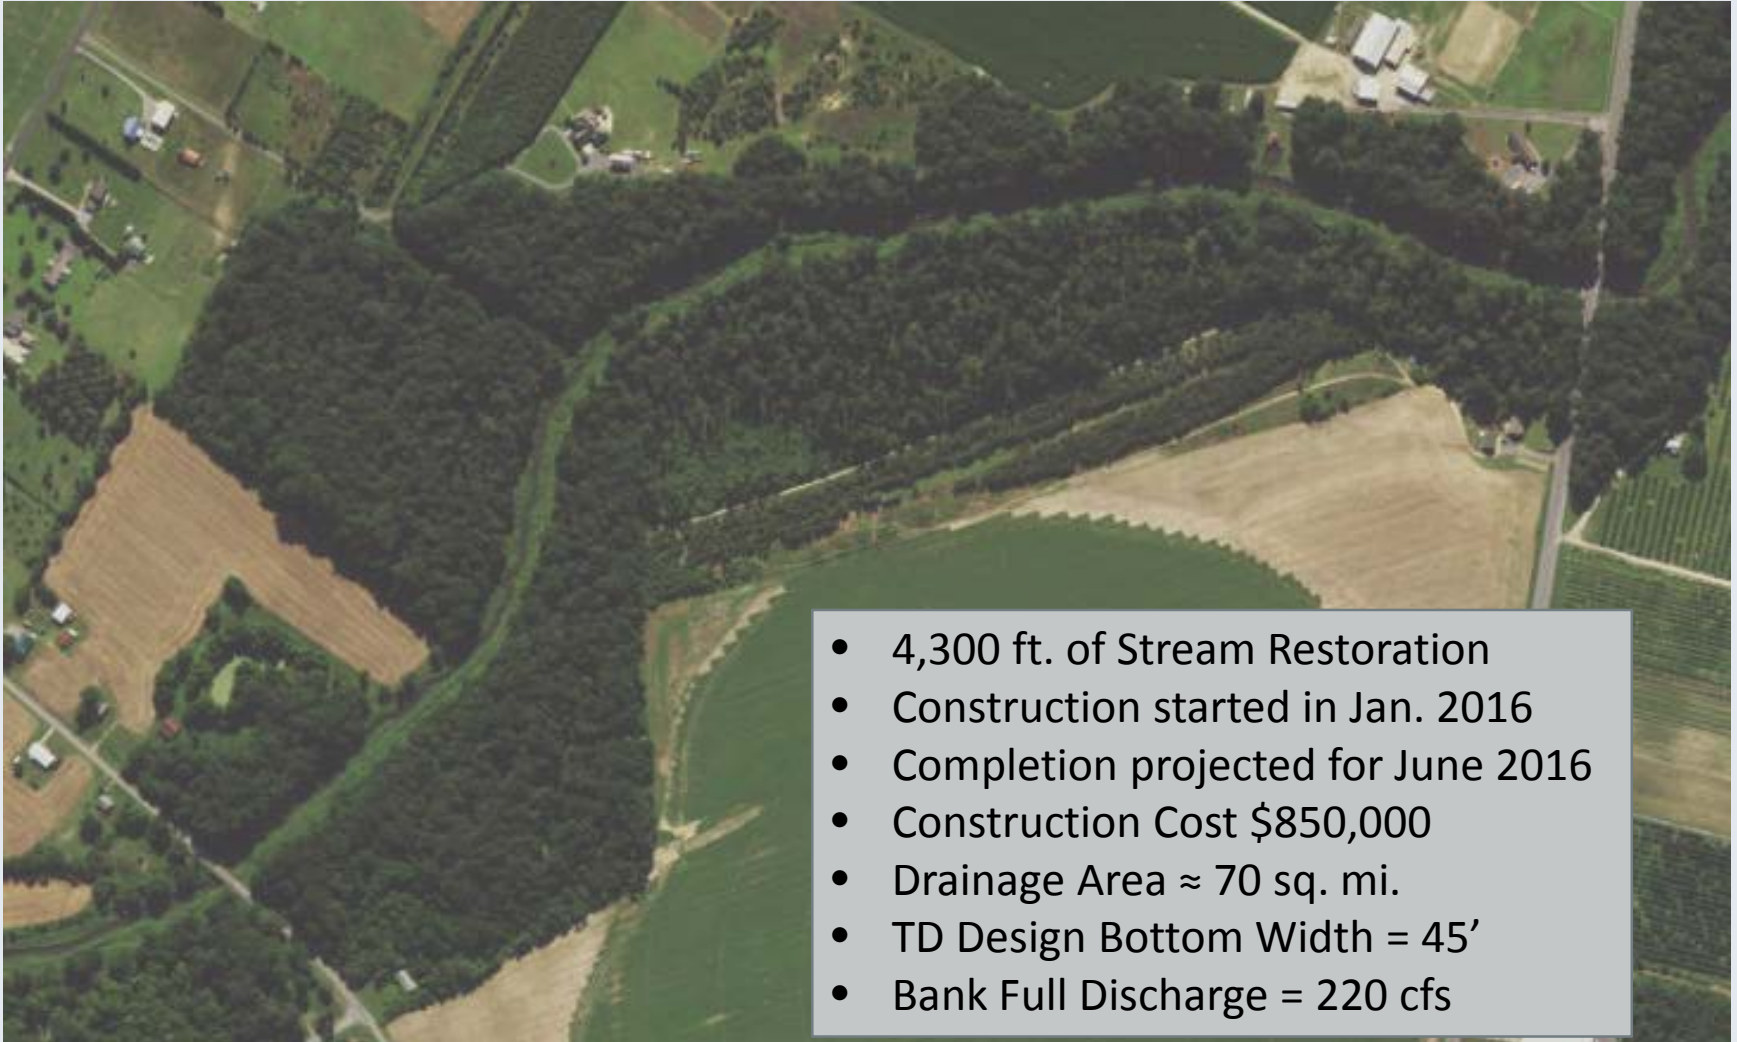 • 4,300 ft. of Stream Restoration
• Construction started in Jan. 2016
• Completion projected for June 2016
• Construction Cost $850,000
• Drainage Area ≈ 70 sq. mi.
• TD Design Bottom Width = 45’
• Bank Full Discharge = 220 cfs